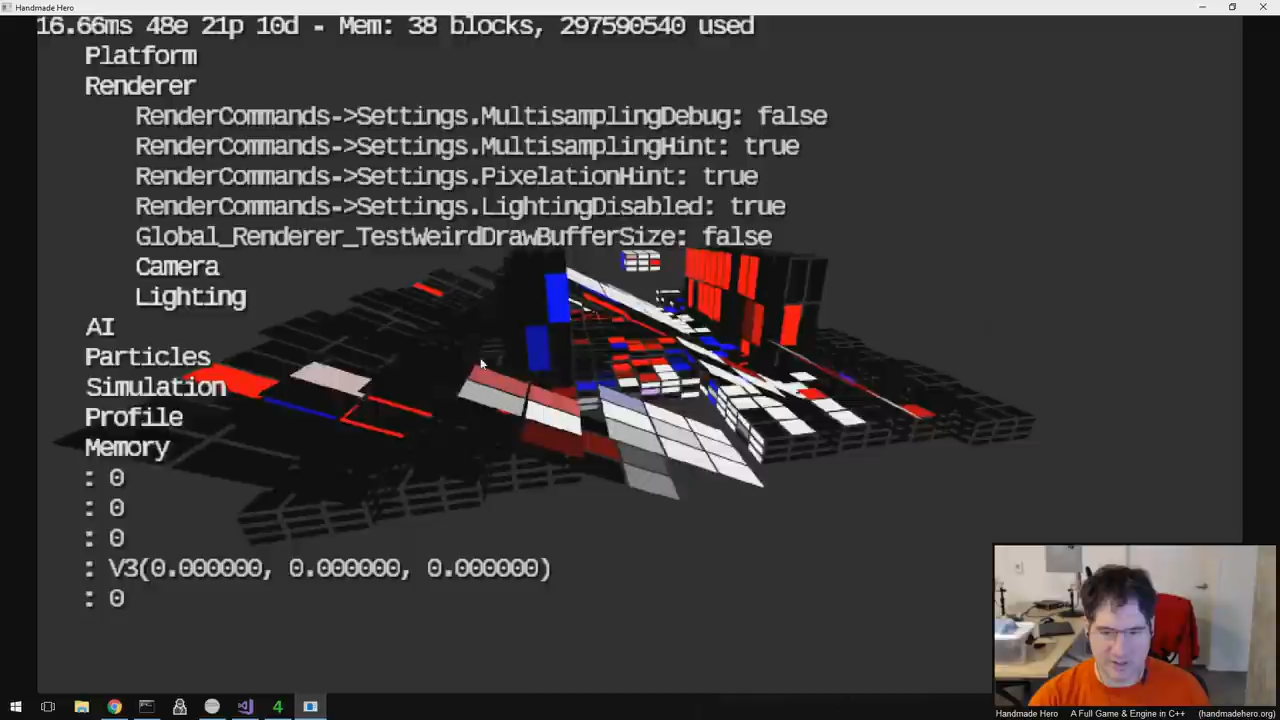 Handmade Hero
16.66ms 48e 21p 10d - Mem: 38 blocks, 297590540 used
Platform
Renderer
RenderCommands->Settings.MultisamplingDebug: false
RenderCommands->Settings.MultisamplingHint: true
RenderCommands->Settings.PixelationHint: true
RenderCommands->Settings.LightingDisabled: true
Global_Renderer_TestWeirdDrawBufferSize: false
Camera
Lighting
AI
Particles
Simulation
Profile
Memory
: 0
: 0
: 0
: V3(0.000000, 0.000000, 0.000000)
: 0
4
Handmade Hero A Full Game & Engine in C++ (handmadehero.org)